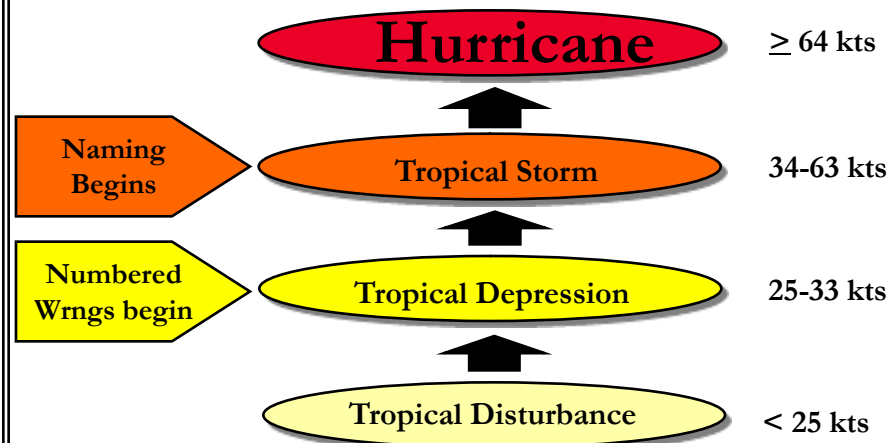 Hurricane
≥ 64 kts
Naming
Begins
Tropical Storm
34-63 kts
Numbered
Wrngs begin
Tropical Depression
25-33 kts
Tropical Disturbance
< 25 kts